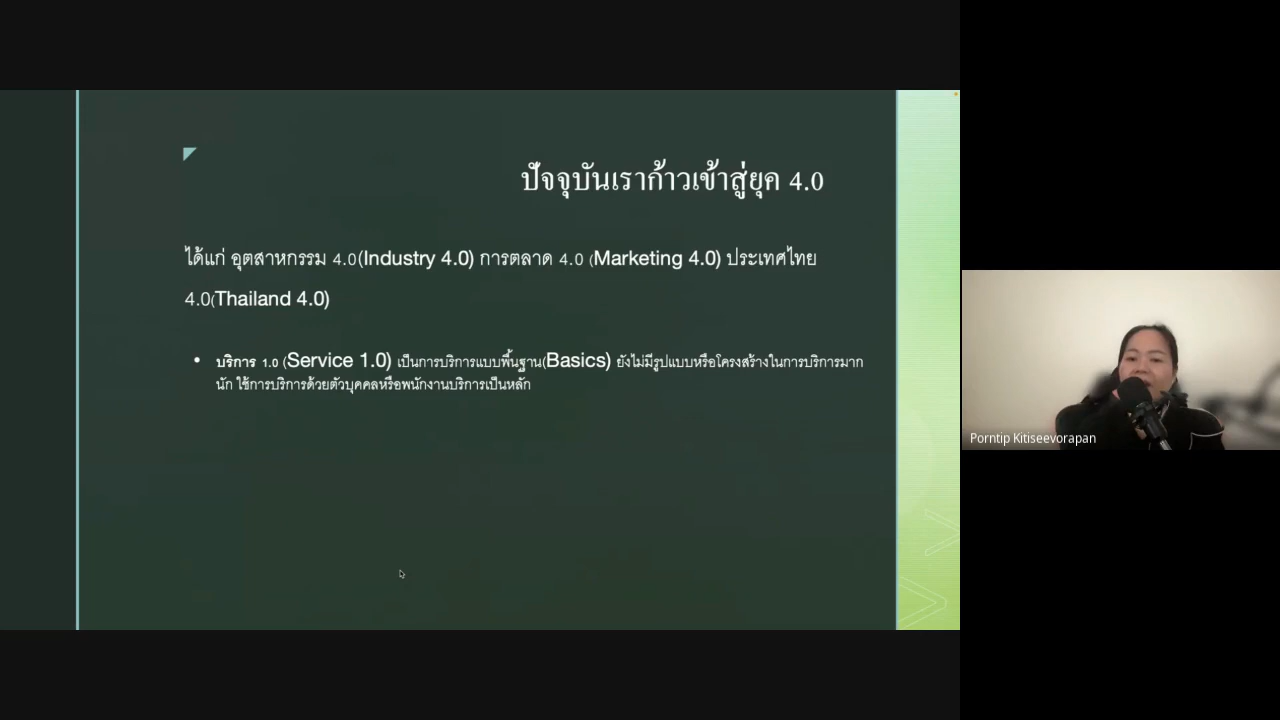 ปัจจุบันเราก้าวเข้าสู่ยุค 4.0
ได้แก่ อุตสาหกรรม 4.0(Industry 4.0) การตลาด 4.0 (Marketing 4.0) ประเทศไทย
4.0(Thailand 4.0)
• บริการ 1.0 (Service 1.0) เป็นการบริการแบบพื้นฐาน(Basics) ยังไม่มีรูปแบบหรือโครงสร้างในการบริการมาก
นัก ใช้การบริการด้วยตัวบุคคลหรือพนักงานบริการเป็นหลัก
Porntip Kitiseevorapan